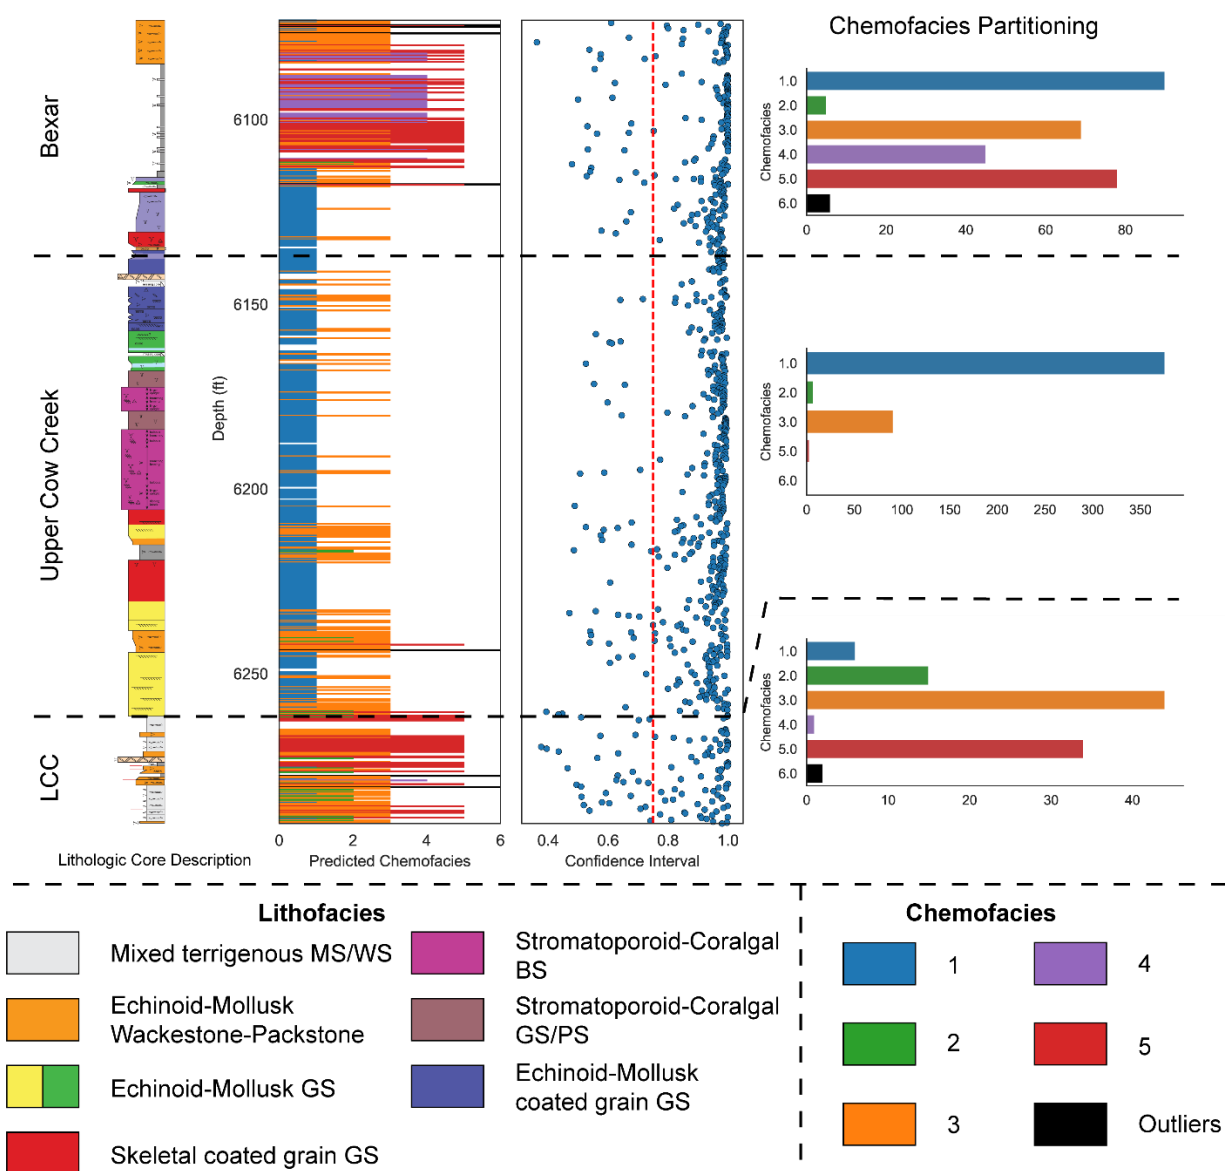 Chemofacies Partitioning
Bexar
Upper Cow Creek
LCC
Depth (ft)
6100
6150
6200
6250
0 2 4 6
0.4 0.6 0.8 1.0
Lithologic Core Description
Predicted Chemofacies
Confidence Interval
Chemofacies
1.0
2.0
3.0
4.0
5.0
6.0
0 20 40 60 80
Chemofacies
1.0
2.0
3.0
5.0
6.0
0 50 100 150 200 250 300 350
Chemofacies
1.0
2.0
3.0
4.0
5.0
6.0
0 10 20 30 40
Lithofacies
Mixed terrigenous MS/WS
Echinoid-Mollusk
Wackestone-Packstone
Echinoid-Mollusk GS
Skeletal coated grain GS
Stromatoporoid-Coralgal
BS
Stromatoporoid-Coralgal
GS/PS
Echinoid-Mollusk
coated grain GS
Chemofacies
1
2
3
4
5
Outliers